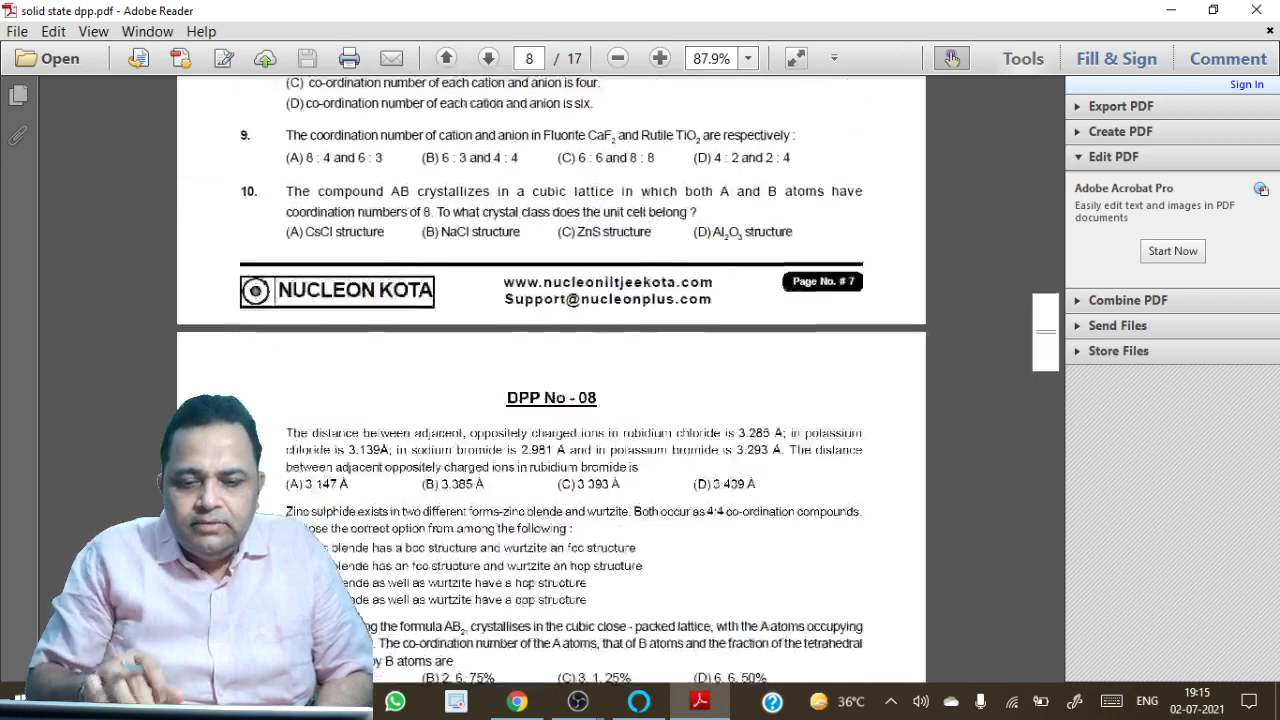 solid state dpp.pdf - Adobe Reader
File Edit View Window Help
Open 8 / 17 87.9% Tools Fill & Sign Comment
Sign In
Export PDF
Create PDF
Edit PDF
Adobe Acrobat Pro
Easily edit text and images in PDF
documents
Start Now
Combine PDF
Send Files
Store Files
(C) co-ordination number of each cation and anion is four.
(D) co-ordination number of each cation and anion is six.
9. The coordination number of cation and anion in Fluorite CaF2 and Rutile TiO2 are respectively :
(A) 8 : 4 and 6 : 3 (B) 6 : 3 and 4 : 4 (C) 6 : 6 and 8 : 8 (D) 4 : 2 and 2 : 4
10. The compound AB crystallizes in a cubic lattice in which both A and B atoms have
coordination numbers of 8. To what crystal class does the unit cell belong ?
(A) CsCl structure (B) NaCl structure (C) ZnS structure (D) Al2O3 structure
NUCLEON KOTA www.nucleoniitjeekota.com Page No. # 7
Support@nucleonplus.com
DPP No - 08
The distance between adjacent, oppositely charged ions in rubidium chloride is 3.285 Å; in potassium
chloride is 3.139Å; in sodium bromide is 2.981 Å and in potassium bromide is 3.293 Å. The distance
between adjacent oppositely charged ions in rubidium bromide is
(A) 3.147 Å (B) 3.385 Å (C) 3.393 Å (D) 3.439 Å
Zinc sulphide exists in two different forms-zinc blende and wurtzite. Both occur as 4:4 co-ordination compounds.
the correct option from among the following :
blende has a bcc structure and wurtzite an fcc structure
blende has an fcc structure and wurtzite an hcp structure
as well as wurtzite have a hcp structure
as well as wurtzite have a ccp structure
the formula AB2, crystallises in the cubic close - packed lattice, with the A atoms occupying
The co-ordination number of the A atoms, that of B atoms and the fraction of the tetrahedral
by B atoms are
(B) 2, 6, 75% (C) 3, 1, 25% (D) 6, 6, 50%
36°C ENG 19:15
02-07-2021